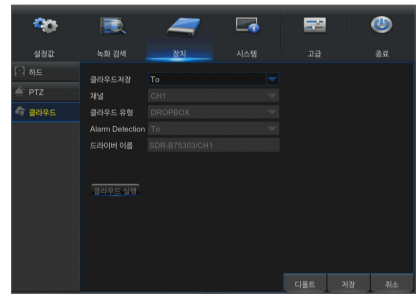 설정값 녹화 검색 장치 시스템 고급 종료
하드
PTZ
클라우드
클라우드저장 To
채널 CH1
클라우드 유형 DROPBOX
Alarm Detection To
드라이버 이름 SDR-B75303/CH1
클라우드 실행
디폴트 저장 취소